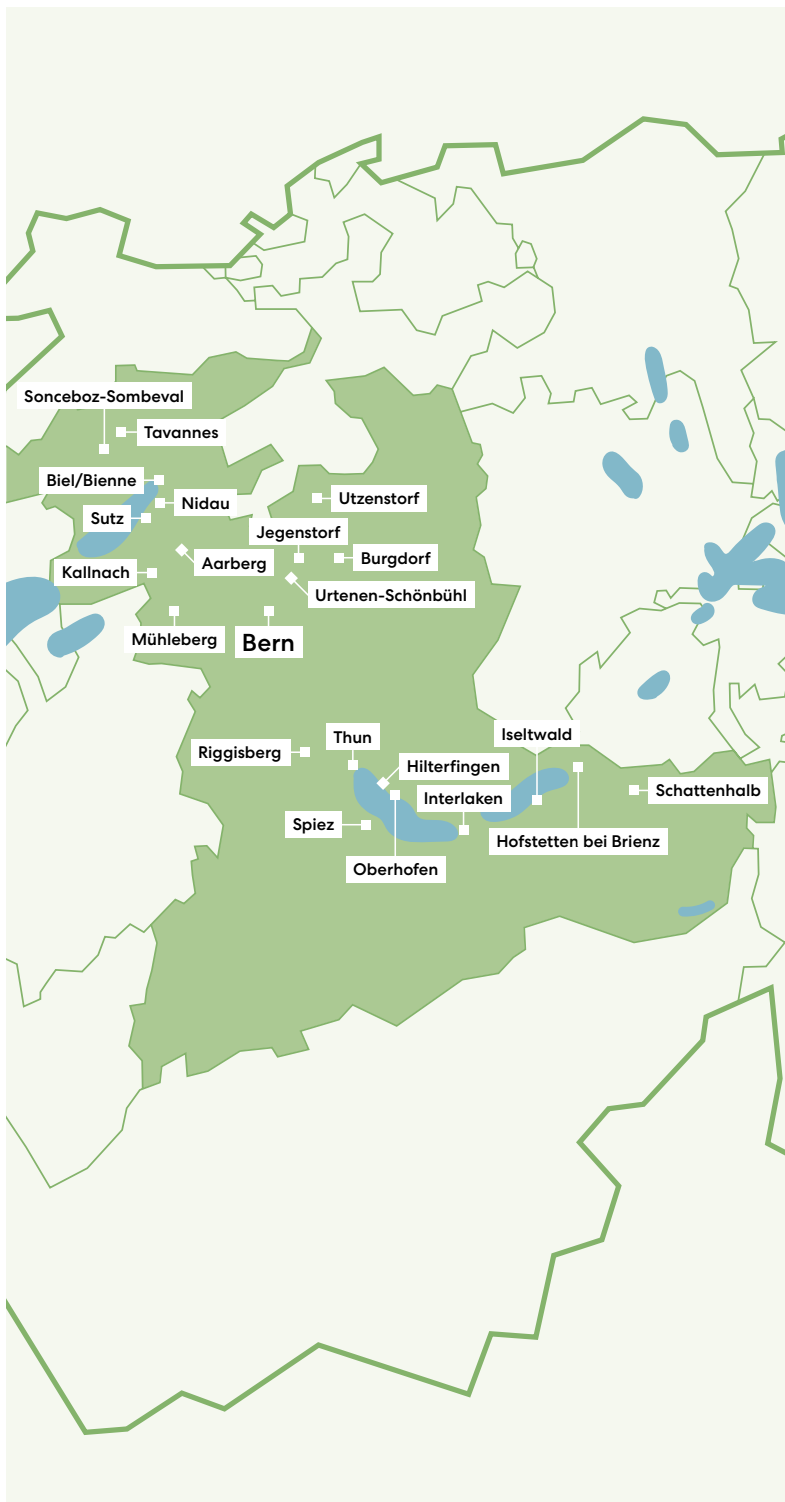 Sonceboz-Sombeval
Tavannes
Biel/Bienne
Nidau
Utzenstorf
Sutz
Jegenstorf
Aarberg
Burgdorf
Kallnach
Urtenen-Schönbühl
Mühleberg
Bern
Iseltwald
Thun
Riggisberg
Hilterfingen
Schattenhalb
Interlaken
Spiez
Hofstetten bei Brienz
Oberhofen